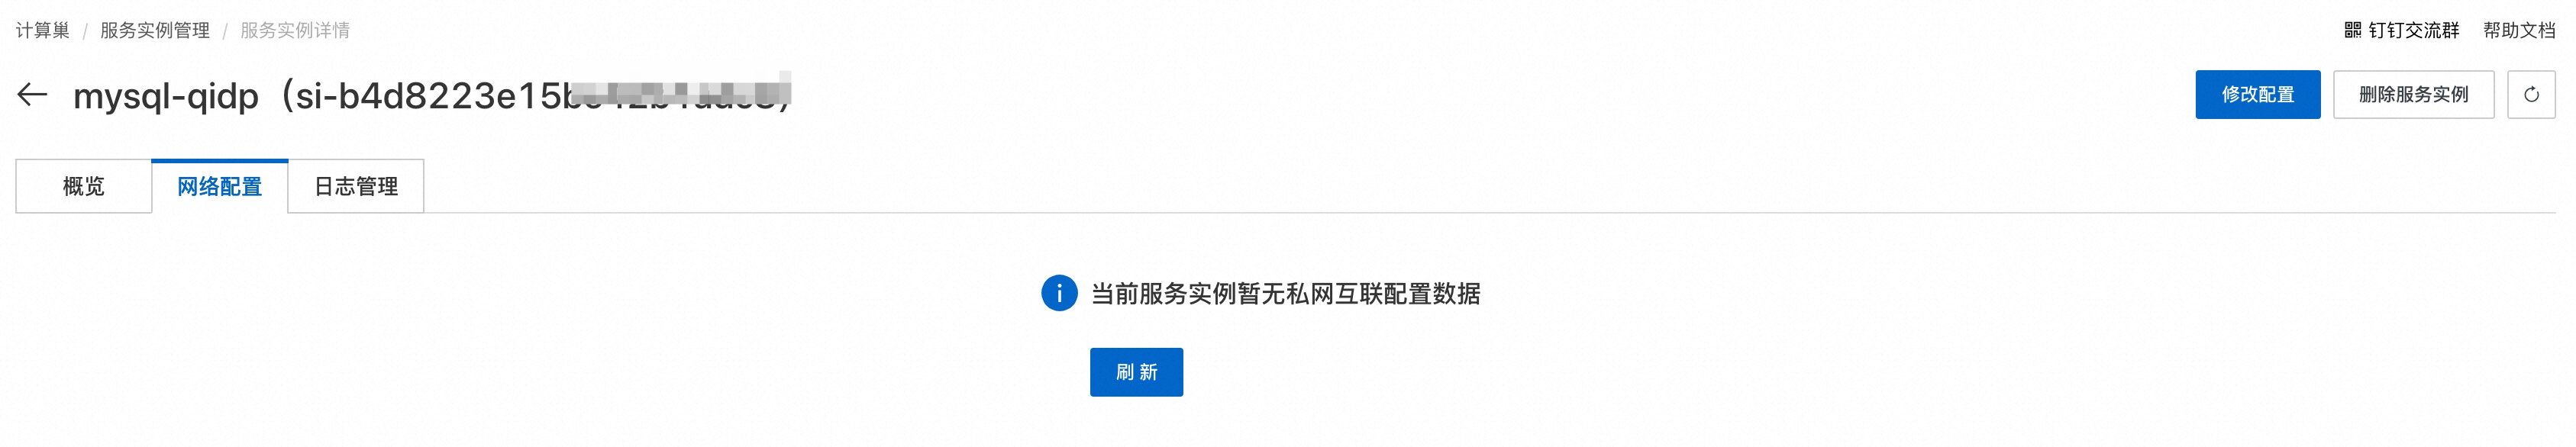 计算巢 / 服务实例管理 / 服务实例详情
钉钉交流群 帮助文档
mysql-qidp（si-b4d8223e15b
修改配置 删除服务实例
概览 网络配置 日志管理
当前服务实例暂无私网互联配置数据
刷 新